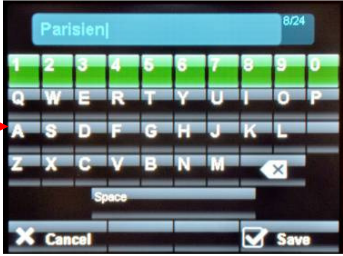 Parisien|
8/24
1 2 3 4 5 6 7 8 9 0
Q W E R T Y U I O P
A S D F G H J K L
Z X C V B N M
Space
Cancel Save